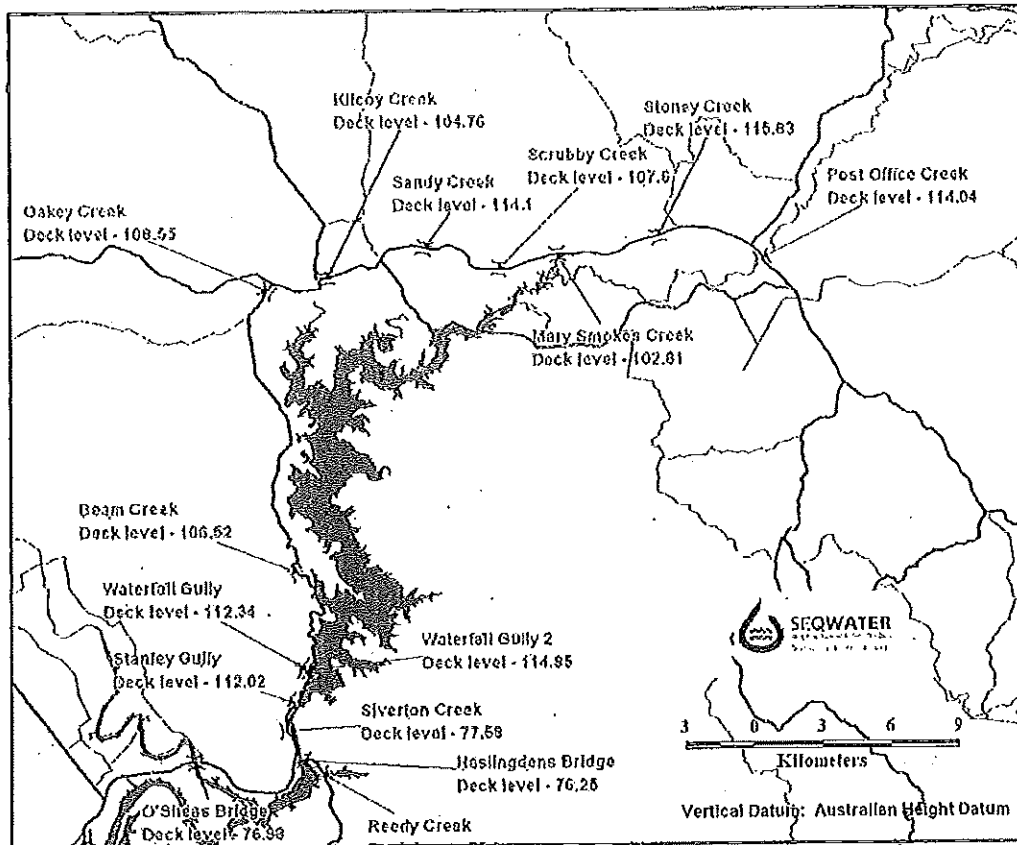 Kilcoy Creek
Deck level - 104.76
Stoney Creek
Deck level - 115.83
Scrubby Creek
Deck level - 107.6
Sandy Creek
Deck level - 114.1
Post Office Creek
Deck level - 114.04
Oakey Creek
Deck level - 108.55
Mary Smokes Creek
Deck level - 102.81
Beam Creek
Deck level - 106.52
Waterfall Gully
Deck level - 112.34
Waterfall Gully 2
Deck level - 114.95
Stanley Gully
Deck level - 112.02
SEQWATER
Silverton Creek
Deck level - 77.58
3 0 3 6 9
Kilometers
Hoslingdens Bridge
Deck level - 76.25
O'Sheas Bridge
Deck level - 76.93
Reedy Creek
Vertical Datum: Australian Height Datum